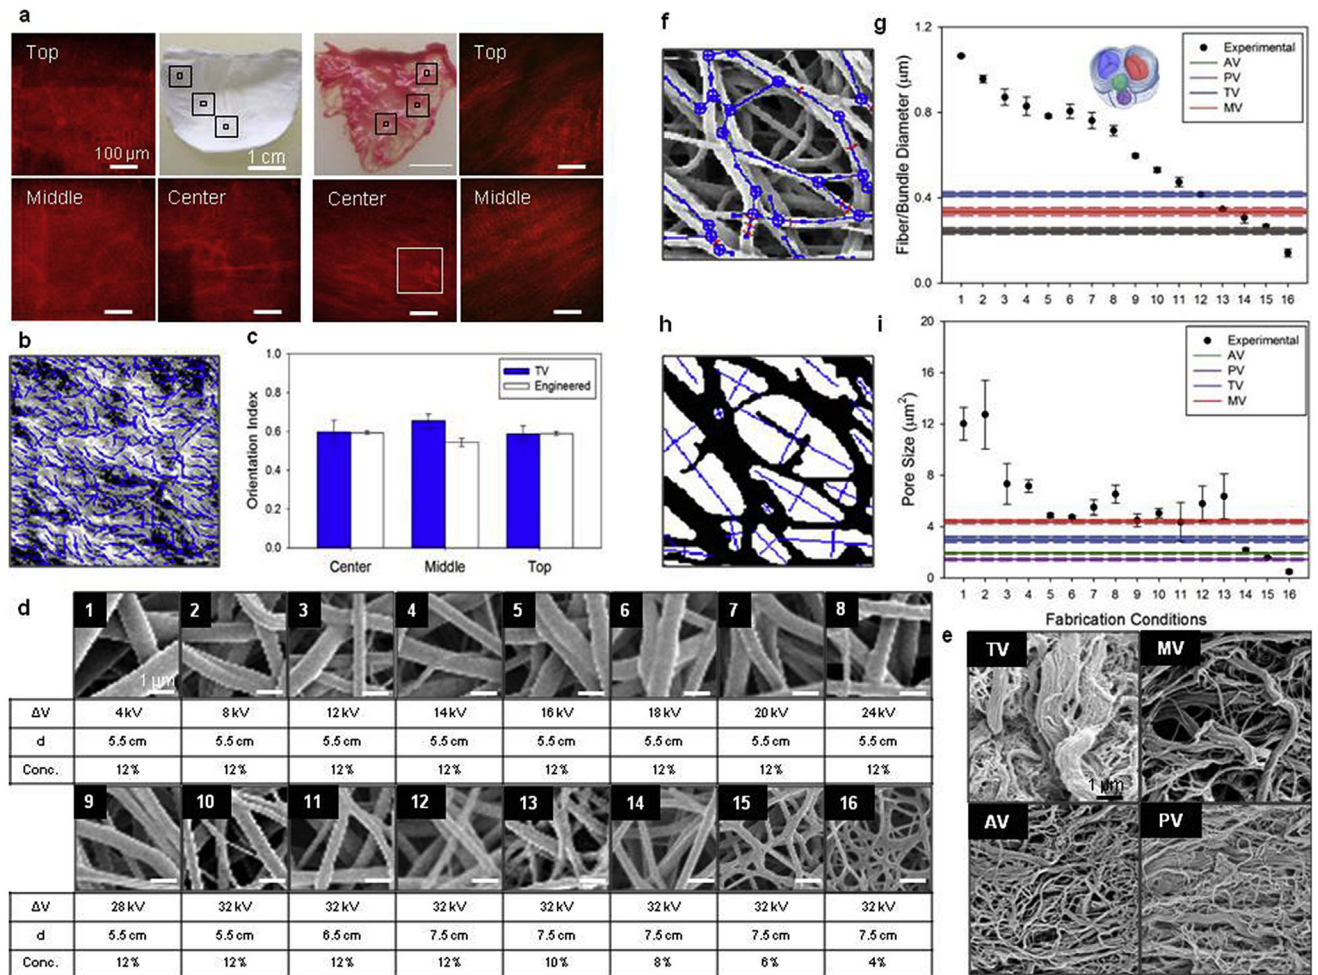 a
Top
100 µm
1 cm
Top
Middle
Center
Center
Middle
b
c
Orientation Index
1.0
0.8
0.6
0.4
0.2
0.0
TV
Engineered
Center
Middle
Top
d
1 2 3 4 5 6 7 8
1 µm
ΔV 4 kV 8 kV 12 kV 14 kV 16 kV 18 kV 20 kV 24 kV
d 5.5 cm 5.5 cm 5.5 cm 5.5 cm 5.5 cm 5.5 cm 5.5 cm 5.5 cm
Conc. 12% 12% 12% 12% 12% 12% 12% 12%
9 10 11 12 13 14 15 16
ΔV 28 kV 32 kV 32 kV 32 kV 32 kV 32 kV 32 kV 32 kV
d 5.5 cm 5.5 cm 6.5 cm 7.5 cm 7.5 cm 7.5 cm 7.5 cm 7.5 cm
Conc. 12% 12% 12% 12% 10% 8% 6% 4%
f
g
Fiber/Bundle Diameter (µm)
1.2
0.8
0.4
0.0
Experimental
AV
PV
TV
MV
1 2 3 4 5 6 7 8 9 10 11 12 13 14 15 16
h
i
Pore Size (µm²)
20
16
12
8
4
0
Experimental
AV
PV
TV
MV
1 2 3 4 5 6 7 8 9 10 11 12 13 14 15 16
Fabrication Conditions
e
TV
MV
1 µm
AV
PV